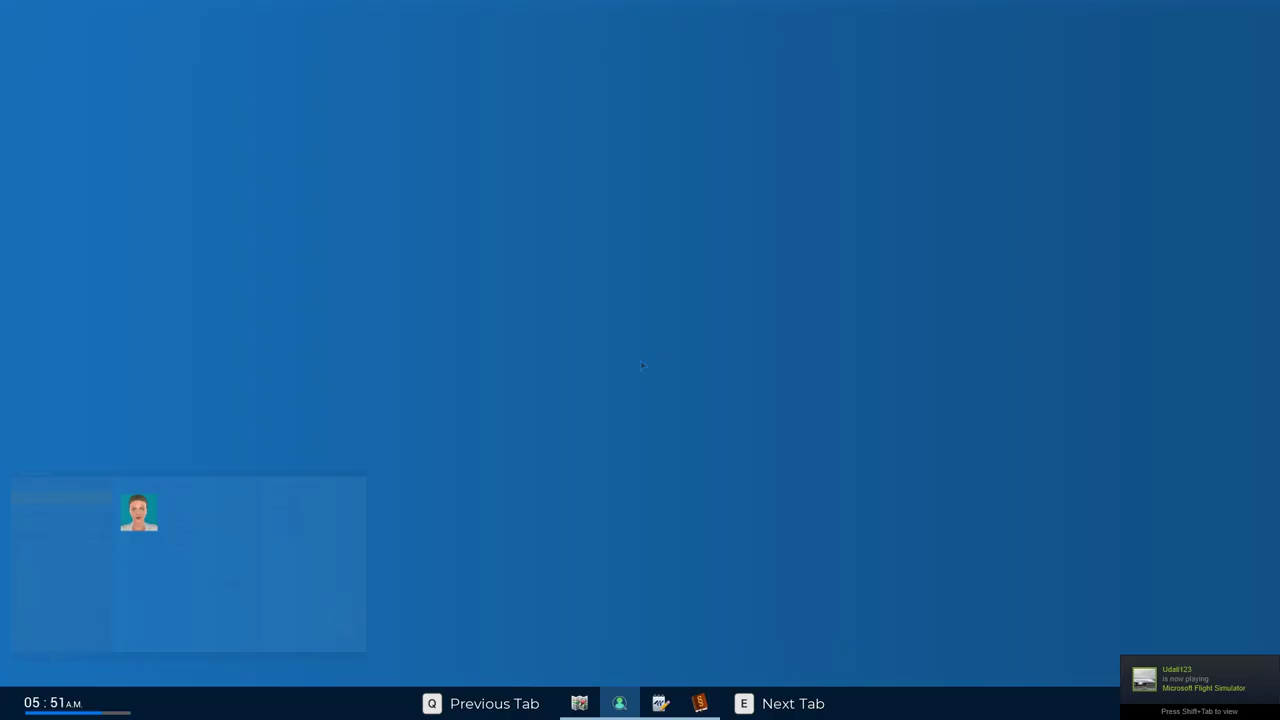 05 : 51 A.M.
Q Previous Tab
E Next Tab
Udall123
is now playing
Microsoft Flight Simulator
Press Shift+Tab to view